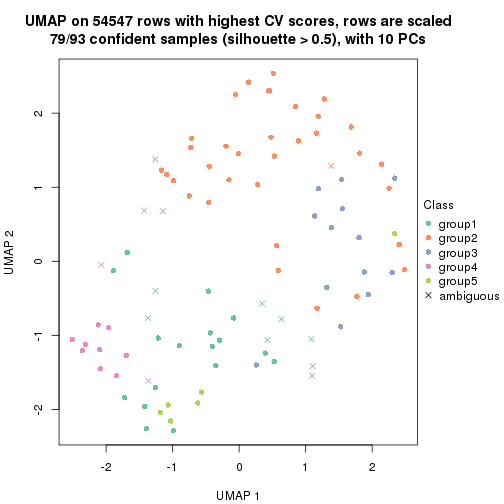 UMAP on 54547 rows with highest CV scores, rows are scaled
79/93 confident samples (silhouette > 0.5), with 10 PCs
2
1
0
-1
-2
UMAP 2
-2
-1
0
1
2
UMAP 1
Class
group1
group2
group3
group4
group5
ambiguous